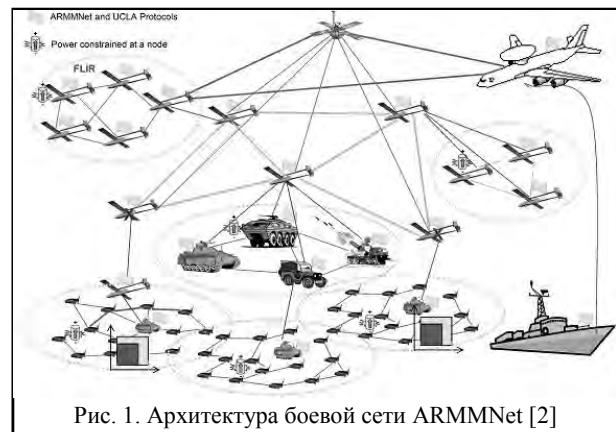 ARMMNet and UCLA Protocols
Power constrained at a node
FLIR
Рис. 1. Архитектура боевой сети ARMMNet [2]